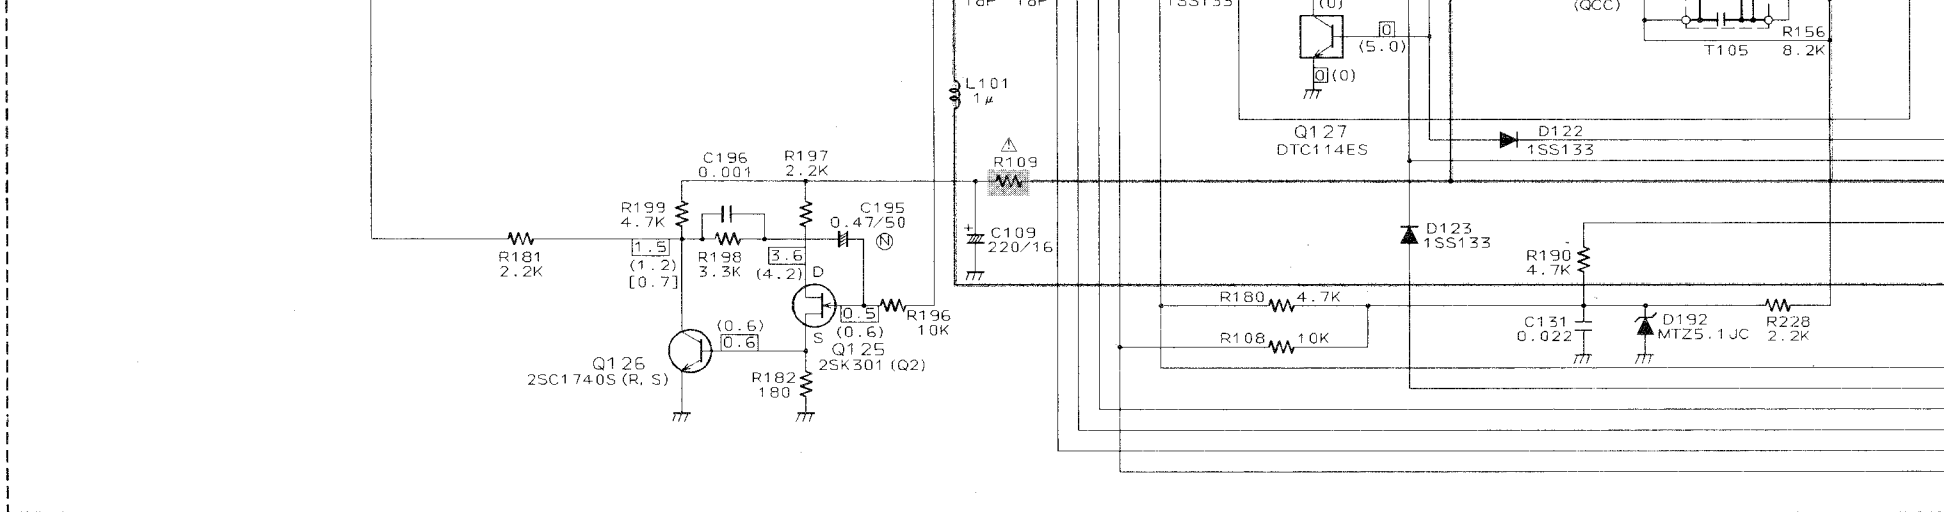 1SS133
(0)
0
(5.0)
0 (0)
(QCC)
R156
8.2K
T105
L101
1μ
Q127
DTC114ES
D122
1SS133
R109
C196
0.001
R197
2.2K
R199
4.7K
C195
0.47/50
N
+
C109
220/16
D123
1SS133
R190
4.7K
R181
2.2K
1.5
(1.2)
[0.7]
R198
3.3K
3.6
(4.2)
D
R180 4.7K
0.5
(0.6)
R196
10K
S
Q125
2SK301 (Q2)
(0.6)
0.6
Q126
2SC1740S (R, S)
R182
180
R108 10K
C131
0.022
D192
MTZ5.1JC
R228
2.2K